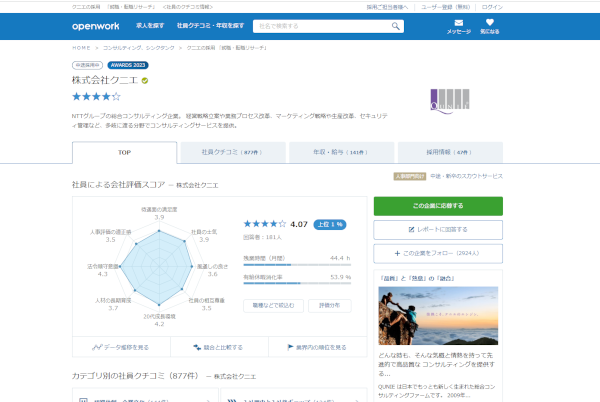 クニエの採用 「就職・転職リサーチ」 <社員のクチコミ情報>
採用ご担当者様へ ユーザー登録（無料） ログイン
openwork 求人を探す 社員クチコミ・年収を探す 社名で検索する メッセージ 気になる
HOME > コンサルティング、シンクタンク > クニエの採用 「就職・転職リサーチ」
中途採用中 AWARDS 2023
株式会社クニエ
QUNIE
NTTグループの総合コンサルティング企業。 経営戦略立案や業務プロセス改革、マーケティング戦略や生産改革、セキュリ
ティ管理など、多岐に渡る分野でコンサルティングサービスを提供。
TOP 社員クチコミ（877件） 年収・給与（141件） 採用情報（47件）
人事部門向け 中途・新卒のスカウトサービス
社員による会社評価スコア － 株式会社クニエ
この企業に応募する
レポートに回答する
＋ この企業をフォロー（2924人）
待遇面の満足度
3.9
社員の士気
3.9
風通しの良さ
3.6
社員の相互尊重
3.5
20代成長環境
4.2
人材の長期育成
3.7
法令順守意識
4.3
人事評価の適正感
3.5
4.07 上位 1 %
回答者：181人
残業時間（月間） 44.4 h
有給休暇消化率 53.9 %
職種などで絞込む 評価分布
データ推移を見る 競合と比較する 業界内の順位を見る
「品質」と「熱意」の「融合」
どんな時も、そんな気概と情熱を持って先
進的で高品質な コンサルティングを提供す
る...
QUNIE は日本でもっとも新しく生まれた総合コン
サルティングファームです。 2009年...
カテゴリ別の社員クチコミ（877件） － 株式会社クニエ